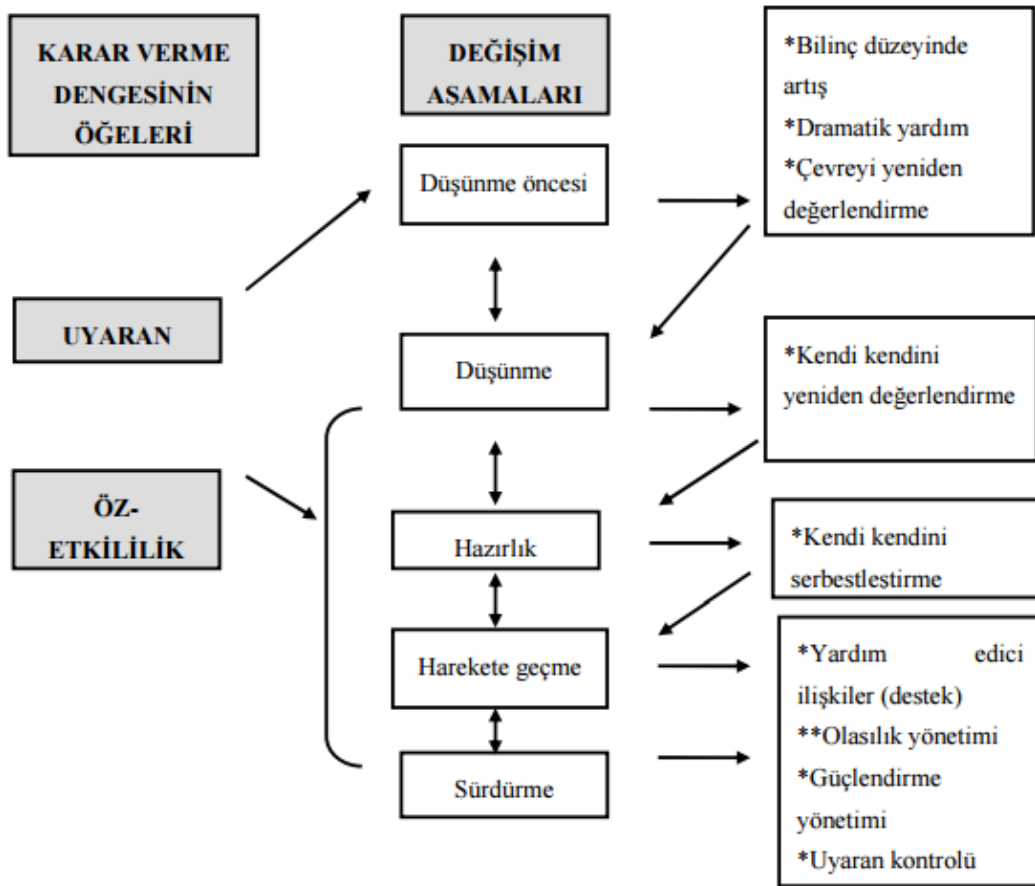 KARAR VERME
DENGESİNİN
ÖĞELERİ
UYARAN
ÖZ-
ETKİLİLİK
DEĞİŞİM
AŞAMALARI
Düşünme öncesi
Düşünme
Hazırlık
Harekete geçme
Sürdürme
*Bilinç düzeyinde
artış
*Dramatik yardım
*Çevreyi yeniden
değerlendirme
*Kendi kendini
yeniden değerlendirme
*Kendi kendini
serbestleştirme
*Yardım edici
ilişkiler (destek)
**Olasılık yönetimi
*Güçlendirme
yönetimi
*Uyaran kontrolü